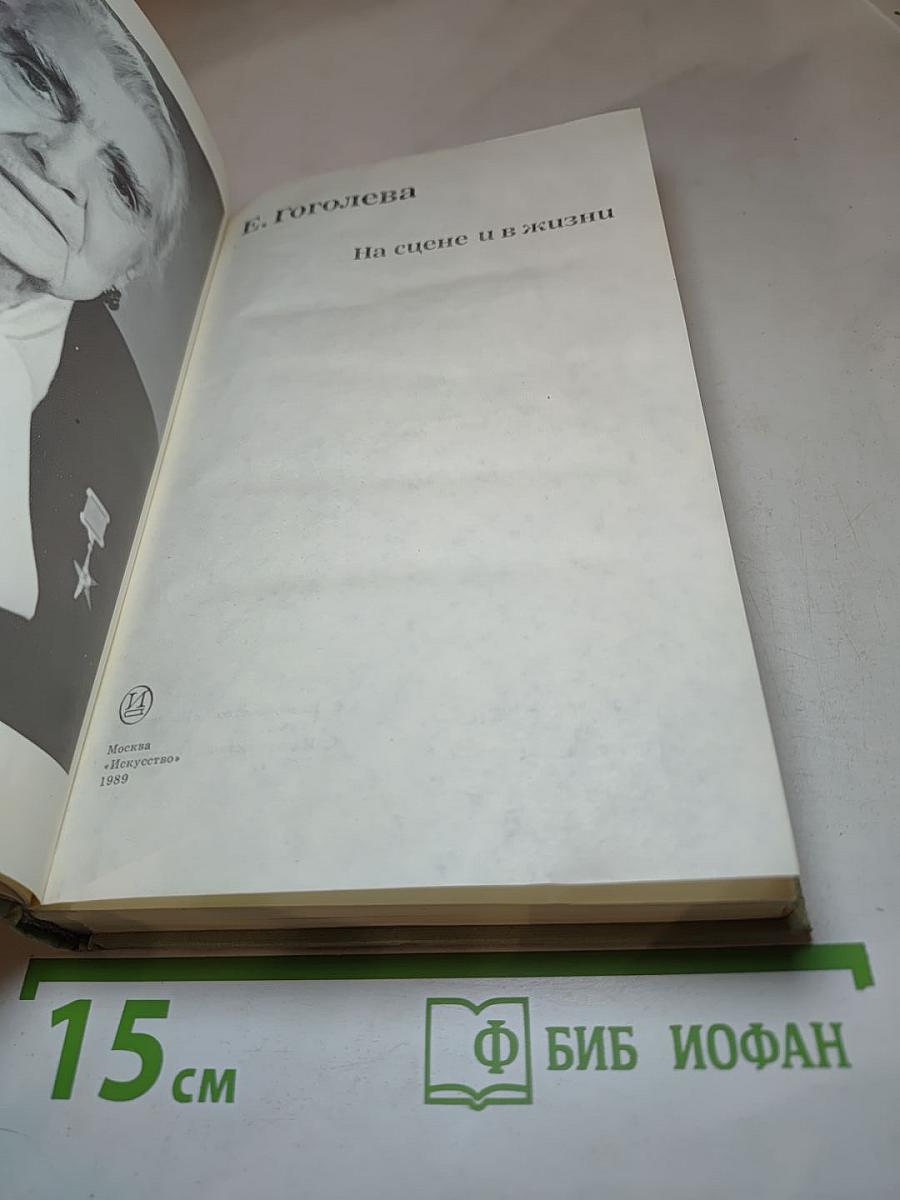 Е. Гоголева
На сцене и в жизни
И
Москва
«Искусство»
1989
15 см
Ф БИБ ИОФАН